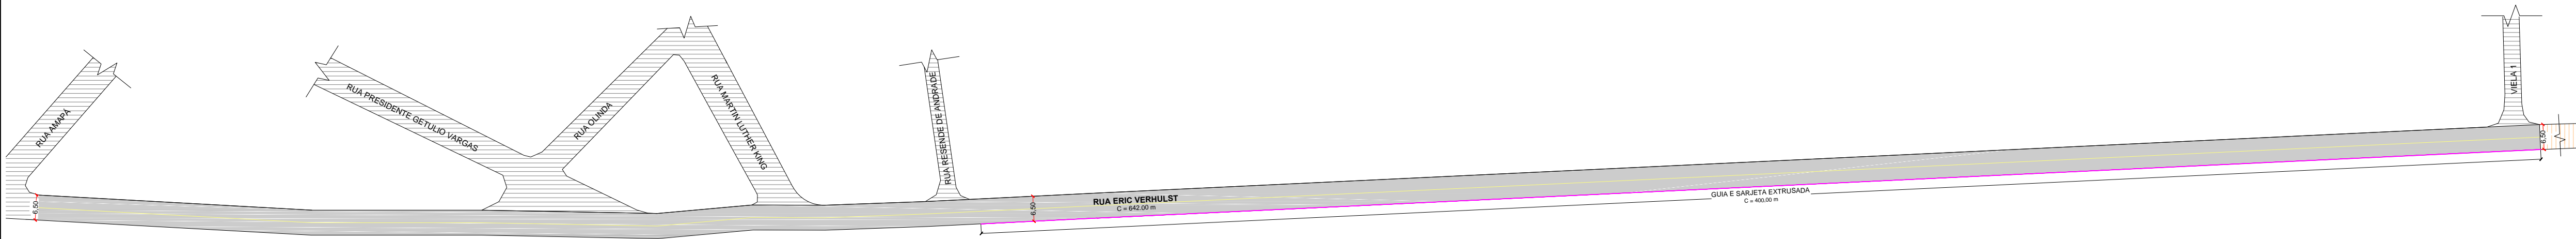 RUA AMAPÁ
RUA PRESIDENTE GETULIO VARGAS
RUA OLINDA
RUA MARTIN LUTHER KING
RUA RESENDE DE ANDRADE
VIELA 1
6,50
6,50
RUA ERIC VERHULST
C = 642,00 m
GUIA E SARJETA EXTRUSADA
C = 400,00 m
6,50